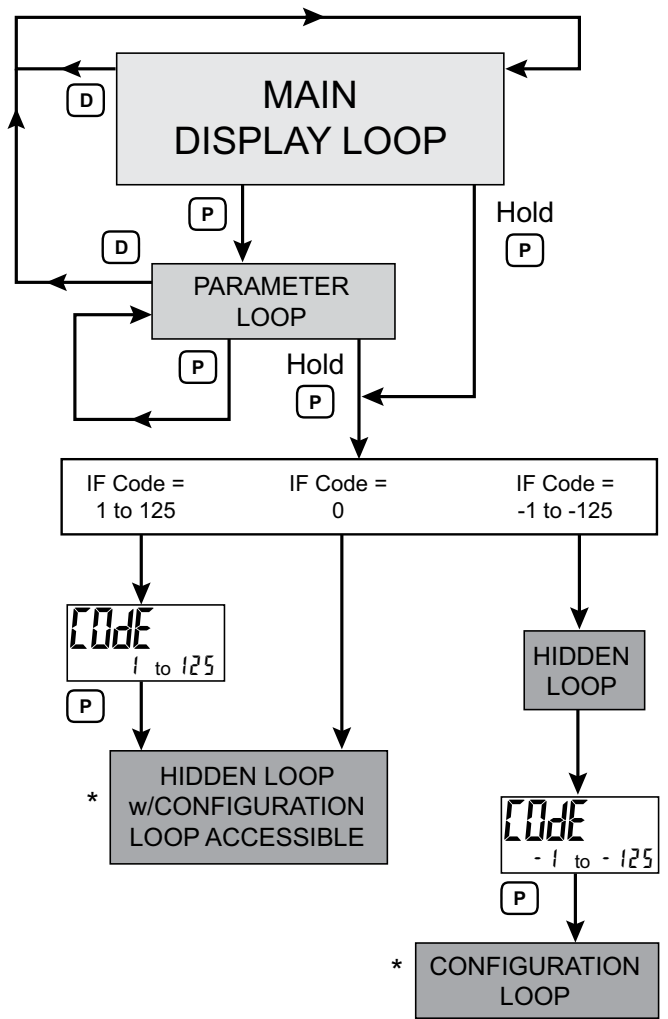 MAIN
DISPLAY LOOP
D
P
Hold
P
D
PARAMETER
LOOP
P
Hold
P
IF Code =
1 to 125
IF Code =
0
IF Code =
-1 to -125
COdE
1 to 125
P
HIDDEN
LOOP
*
HIDDEN LOOP
w/CONFIGURATION
LOOP ACCESSIBLE
COdE
-1 to -125
P
*
CONFIGURATION
LOOP